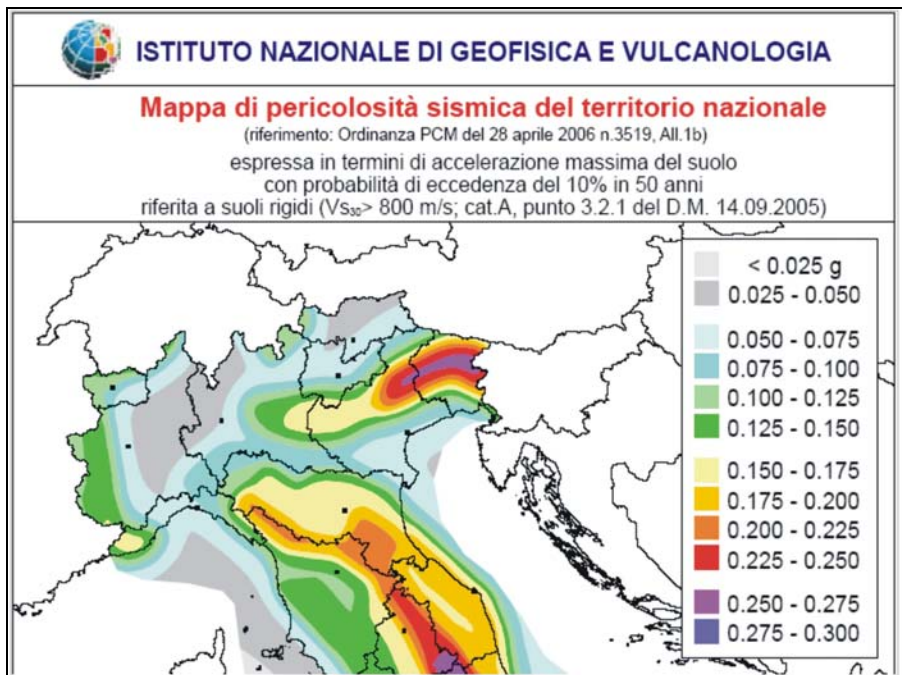 ISTITUTO NAZIONALE DI GEOFISICA E VULCANOLOGIA
Mappa di pericolosità sismica del territorio nazionale
(riferimento: Ordinanza PCM del 28 aprile 2006 n.3519, All.1b)
espressa in termini di accelerazione massima del suolo
con probabilità di eccedenza del 10% in 50 anni
riferita a suoli rigidi (Vs₃₀> 800 m/s; cat.A, punto 3.2.1 del D.M. 14.09.2005)
< 0.025 g
0.025 - 0.050
0.050 - 0.075
0.075 - 0.100
0.100 - 0.125
0.125 - 0.150
0.150 - 0.175
0.175 - 0.200
0.200 - 0.225
0.225 - 0.250
0.250 - 0.275
0.275 - 0.300